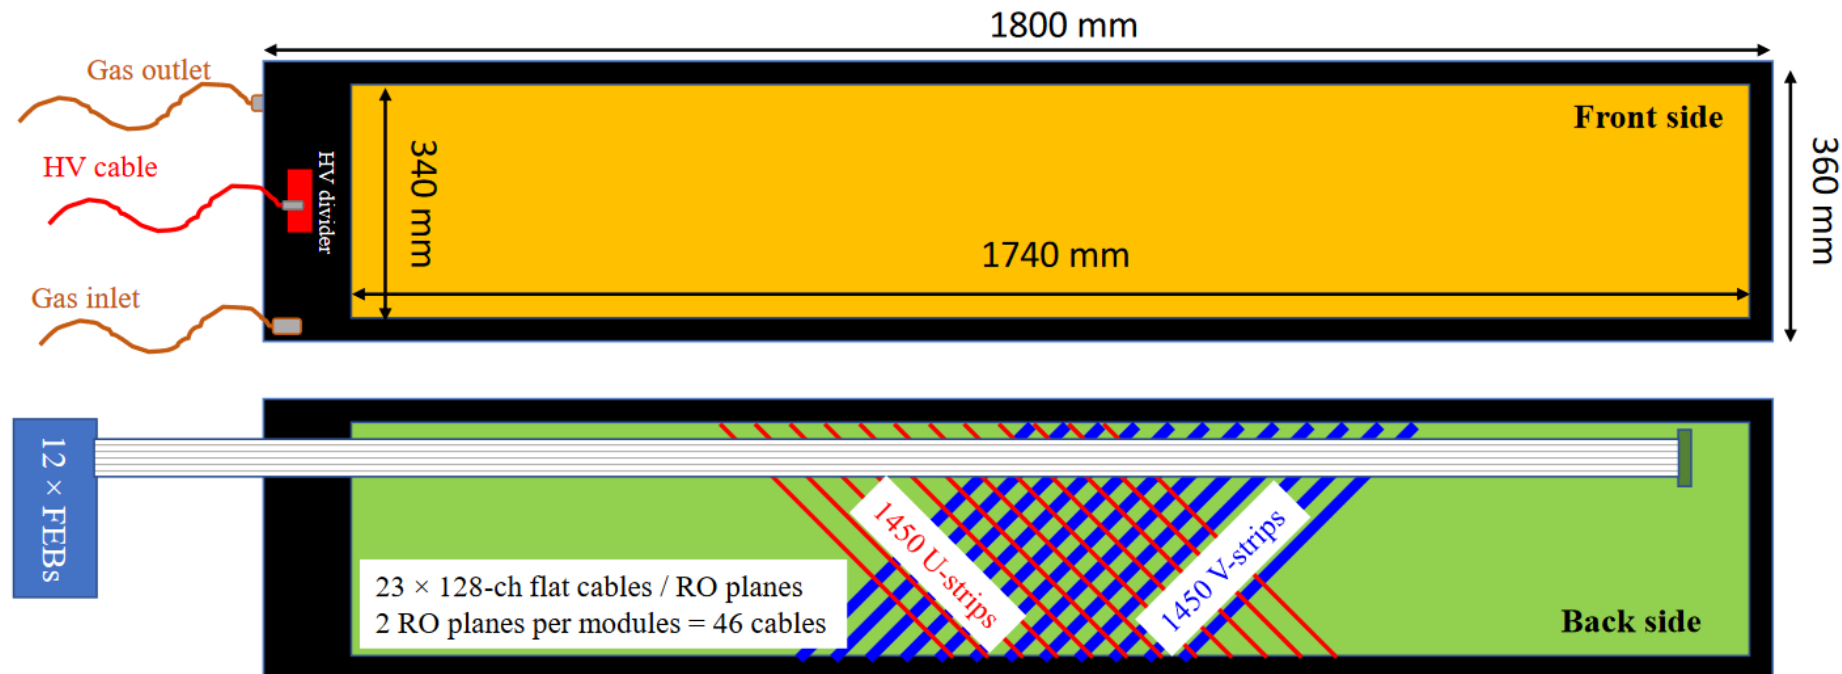 1800 mm
Gas outlet
Front side
HV cable
HV divider
340 mm
360 mm
1740 mm
Gas inlet
12 × FEBs
1450 U-strips
1450 V-strips
23 × 128-ch flat cables / RO planes
2 RO planes per modules = 46 cables
Back side